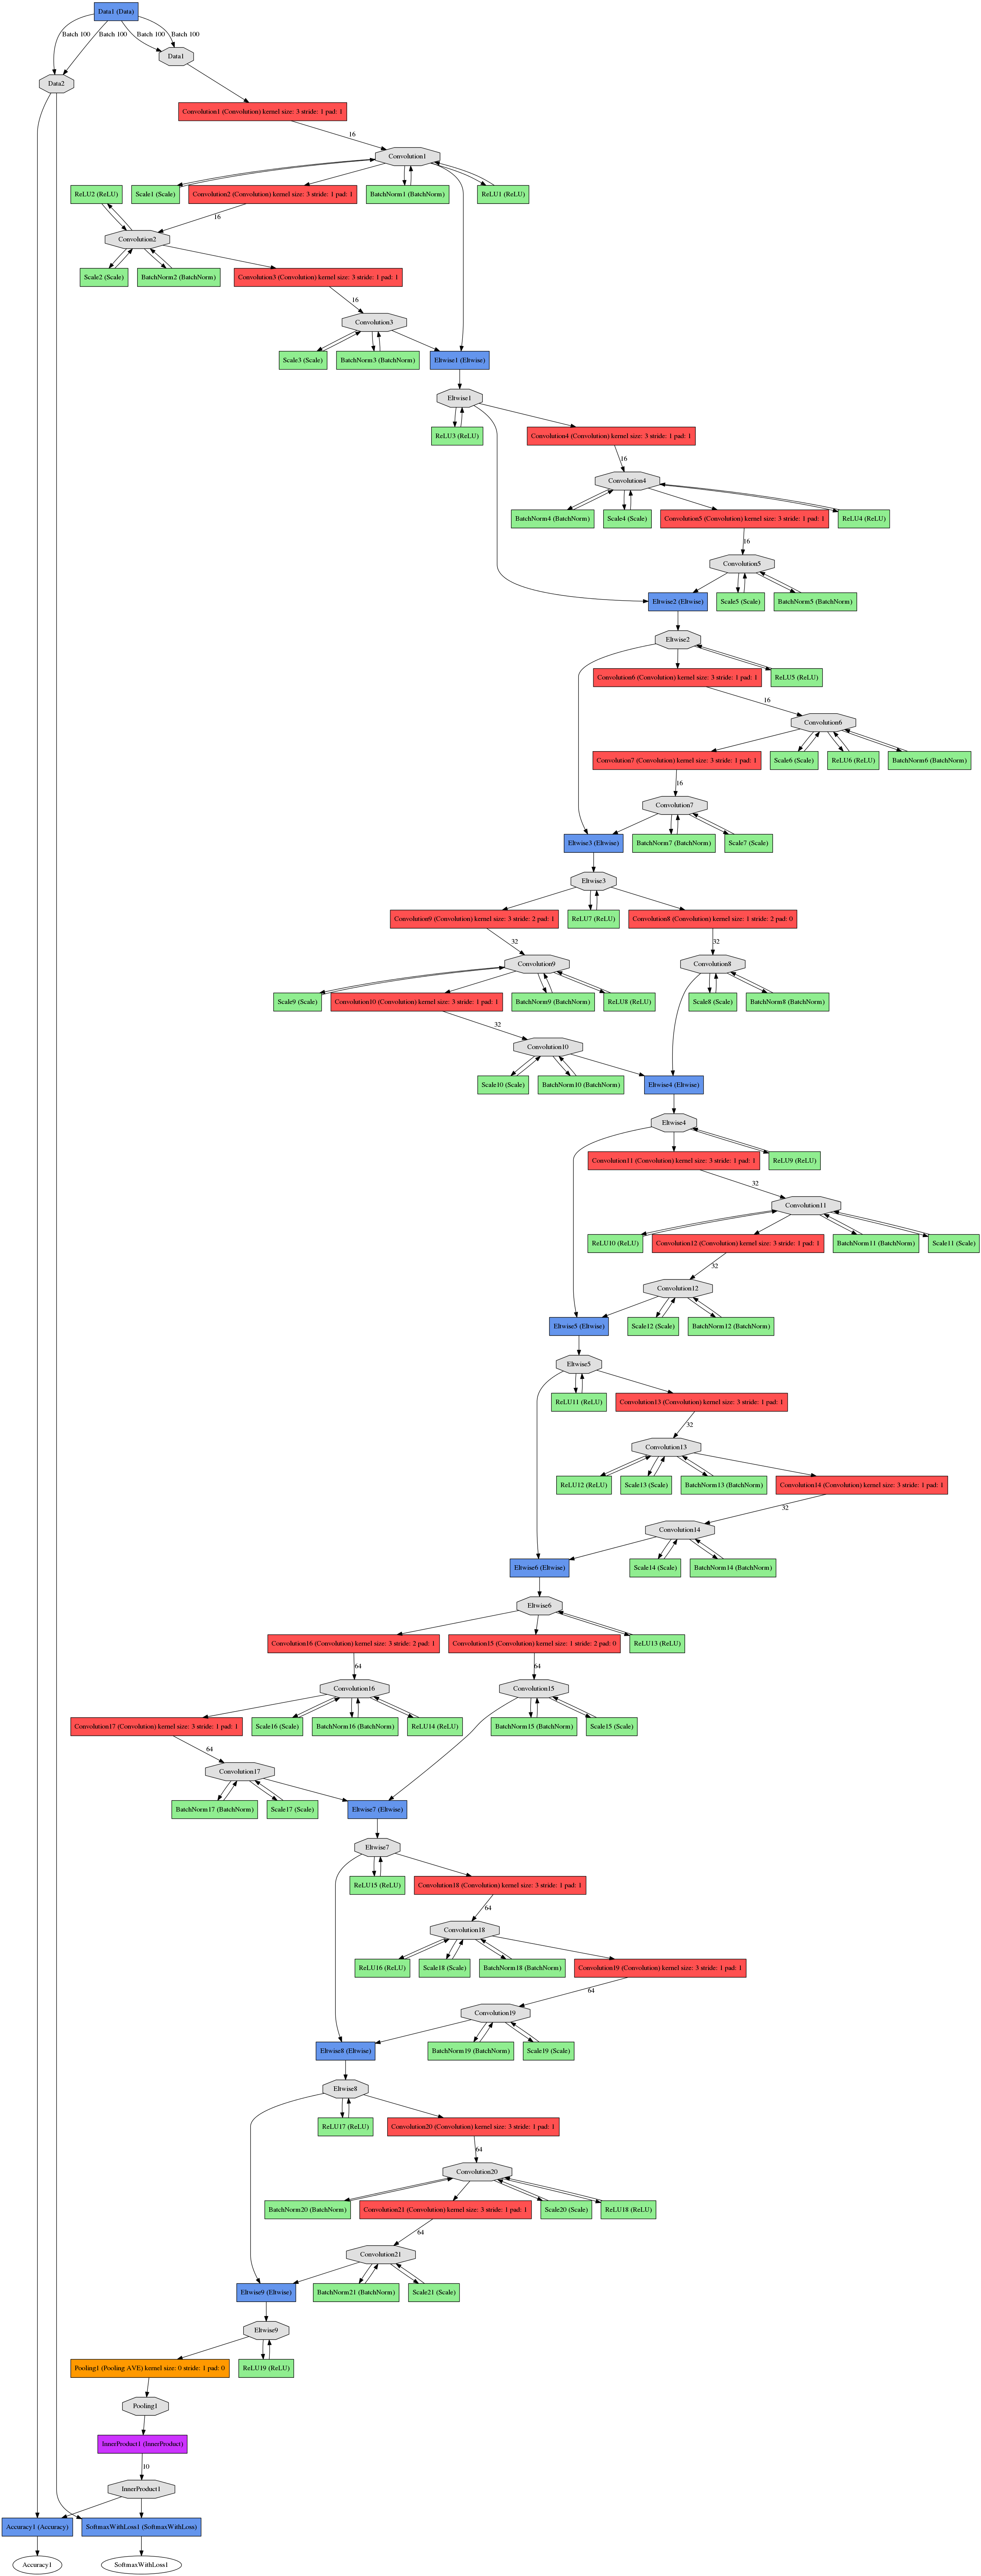 Data1 (Data)
Batch 100
Batch 100
Batch 100
Batch 100
Data1
Data2
Convolution1 (Convolution) kernel size: 3 stride: 1 pad: 1
16
Convolution1
ReLU2 (ReLU)
Scale1 (Scale)
Convolution2 (Convolution) kernel size: 3 stride: 1 pad: 1
BatchNorm1 (BatchNorm)
ReLU1 (ReLU)
16
Convolution2
Scale2 (Scale)
BatchNorm2 (BatchNorm)
Convolution3 (Convolution) kernel size: 3 stride: 1 pad: 1
16
Convolution3
Scale3 (Scale)
BatchNorm3 (BatchNorm)
Eltwise1 (Eltwise)
Eltwise1
ReLU3 (ReLU)
Convolution4 (Convolution) kernel size: 3 stride: 1 pad: 1
16
Convolution4
BatchNorm4 (BatchNorm)
Scale4 (Scale)
Convolution5 (Convolution) kernel size: 3 stride: 1 pad: 1
ReLU4 (ReLU)
16
Convolution5
Eltwise2 (Eltwise)
Scale5 (Scale)
BatchNorm5 (BatchNorm)
Eltwise2
Convolution6 (Convolution) kernel size: 3 stride: 1 pad: 1
ReLU5 (ReLU)
16
Convolution6
Convolution7 (Convolution) kernel size: 3 stride: 1 pad: 1
Scale6 (Scale)
ReLU6 (ReLU)
BatchNorm6 (BatchNorm)
16
Convolution7
Eltwise3 (Eltwise)
BatchNorm7 (BatchNorm)
Scale7 (Scale)
Eltwise3
Convolution9 (Convolution) kernel size: 3 stride: 2 pad: 1
ReLU7 (ReLU)
Convolution8 (Convolution) kernel size: 1 stride: 2 pad: 0
32
32
Convolution9
Convolution8
Scale9 (Scale)
Convolution10 (Convolution) kernel size: 3 stride: 1 pad: 1
BatchNorm9 (BatchNorm)
ReLU8 (ReLU)
Scale8 (Scale)
BatchNorm8 (BatchNorm)
32
Convolution10
Scale10 (Scale)
BatchNorm10 (BatchNorm)
Eltwise4 (Eltwise)
Eltwise4
Convolution11 (Convolution) kernel size: 3 stride: 1 pad: 1
ReLU9 (ReLU)
32
Convolution11
ReLU10 (ReLU)
Convolution12 (Convolution) kernel size: 3 stride: 1 pad: 1
BatchNorm11 (BatchNorm)
Scale11 (Scale)
32
Convolution12
Eltwise5 (Eltwise)
Scale12 (Scale)
BatchNorm12 (BatchNorm)
Eltwise5
ReLU11 (ReLU)
Convolution13 (Convolution) kernel size: 3 stride: 1 pad: 1
32
Convolution13
ReLU12 (ReLU)
Scale13 (Scale)
BatchNorm13 (BatchNorm)
Convolution14 (Convolution) kernel size: 3 stride: 1 pad: 1
32
Convolution14
Eltwise6 (Eltwise)
Scale14 (Scale)
BatchNorm14 (BatchNorm)
Eltwise6
Convolution16 (Convolution) kernel size: 3 stride: 2 pad: 1
Convolution15 (Convolution) kernel size: 1 stride: 2 pad: 0
ReLU13 (ReLU)
64
64
Convolution16
Convolution15
Convolution17 (Convolution) kernel size: 3 stride: 1 pad: 1
Scale16 (Scale)
BatchNorm16 (BatchNorm)
ReLU14 (ReLU)
BatchNorm15 (BatchNorm)
Scale15 (Scale)
64
Convolution17
BatchNorm17 (BatchNorm)
Scale17 (Scale)
Eltwise7 (Eltwise)
Eltwise7
ReLU15 (ReLU)
Convolution18 (Convolution) kernel size: 3 stride: 1 pad: 1
64
Convolution18
ReLU16 (ReLU)
Scale18 (Scale)
BatchNorm18 (BatchNorm)
Convolution19 (Convolution) kernel size: 3 stride: 1 pad: 1
64
Convolution19
Eltwise8 (Eltwise)
BatchNorm19 (BatchNorm)
Scale19 (Scale)
Eltwise8
ReLU17 (ReLU)
Convolution20 (Convolution) kernel size: 3 stride: 1 pad: 1
64
Convolution20
BatchNorm20 (BatchNorm)
Convolution21 (Convolution) kernel size: 3 stride: 1 pad: 1
Scale20 (Scale)
ReLU18 (ReLU)
64
Convolution21
Eltwise9 (Eltwise)
BatchNorm21 (BatchNorm)
Scale21 (Scale)
Eltwise9
Pooling1 (Pooling AVE) kernel size: 0 stride: 1 pad: 0
ReLU19 (ReLU)
Pooling1
InnerProduct1 (InnerProduct)
10
InnerProduct1
Accuracy1 (Accuracy)
SoftmaxWithLoss1 (SoftmaxWithLoss)
Accuracy1
SoftmaxWithLoss1